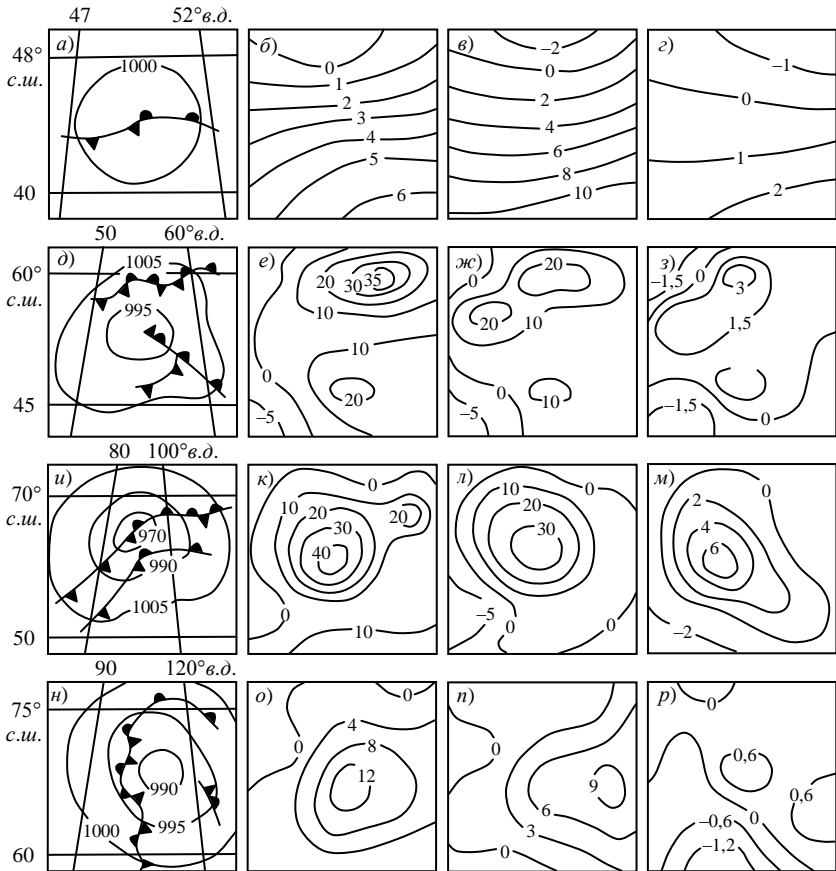 47 52° в.д.
48° с.ш. 40
а) 1000
б) 0 1 2 3 4 5 6
в) –2 0 2 4 6 8 10
г) –1 0 1 2
50 60° в.д.
60° с.ш. 45
д) 1005 995
е) 20 30 35 10 10 0 20 –5
ж) 0 20 20 10 0 –5 10
з) –1,5 0 3 1,5 –1,5 0
80 100° в.д.
70° с.ш. 50
и) 970 990 1005
к) 0 10 20 30 20 40 0 10
л) 0 10 20 30 –5 0 0
м) 0 2 4 6 –2
90 120° в.д.
75° с.ш. 60
н) 990 1000 995
о) 0 4 0 8 12
п) 0 9 6 3 0
р) 0 0,6 0,6 –0,6 0 –1,2